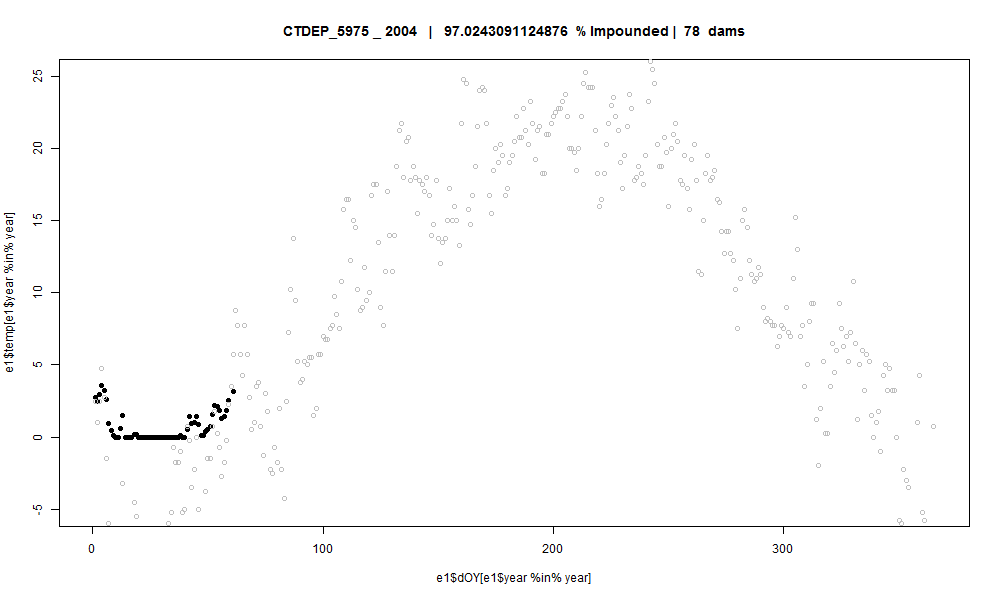 CTDEP_5975 _ 2004 | 97.0243091124876 % Impounded | 78 dams
e1$temp[e1$year %in% year]
25
20
15
10
5
0
-5
0 100 200 300
e1$dOY[e1$year %in% year]